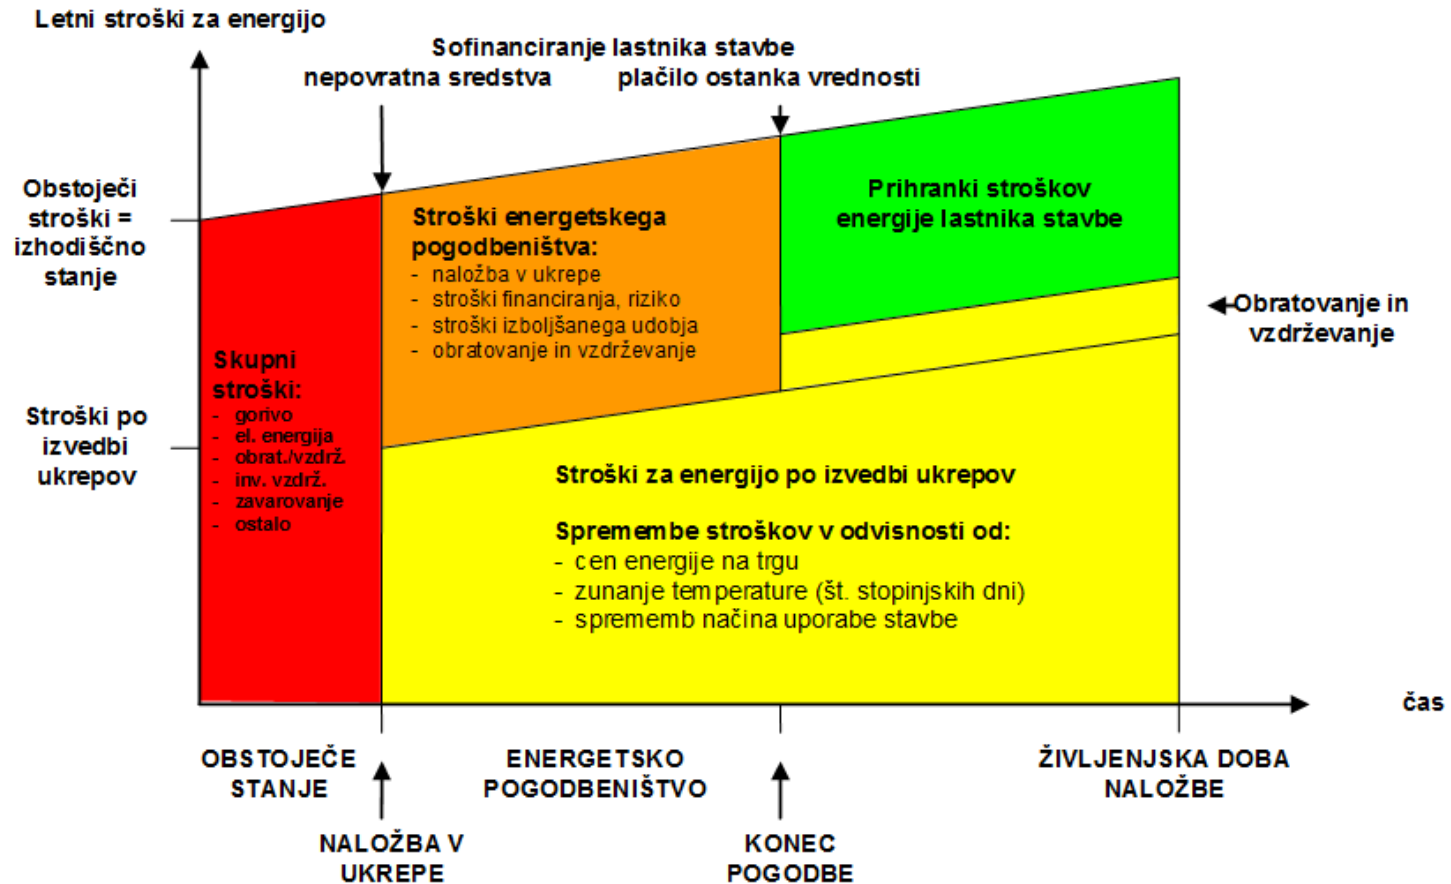 Letni stroški za energijo
Sofinanciranje lastnika stavbe
nepovratna sredstva
plačilo ostanka vrednosti
Obstoječi
stroški =
izhodiščno
stanje
Stroški po
izvedbi
ukrepov
Skupni
stroški:
- gorivo
- el. energija
- obrat./vzdrž.
- inv. vzdrž.
- zavarovanje
- ostalo
Stroški energetskega
pogodbeništva:
- naložba v ukrepe
- stroški financiranja, riziko
- stroški izboljšanega udobja
- obratovanje in vzdrževanje
Prihranki stroškov
energije lastnika stavbe
Obratovanje in
vzdrževanje
Stroški za energijo po izvedbi ukrepov
Spremembe stroškov v odvisnosti od:
- cen energije na trgu
- zunanje temperature (št. stopinjskih dni)
- sprememb načina uporabe stavbe
čas
OBSTOJEČE
STANJE
ENERGETSKO
POGODBENIŠTVO
ŽIVLJENJSKA DOBA
NALOŽBE
NALOŽBA V
UKREPE
KONEC
POGODBE